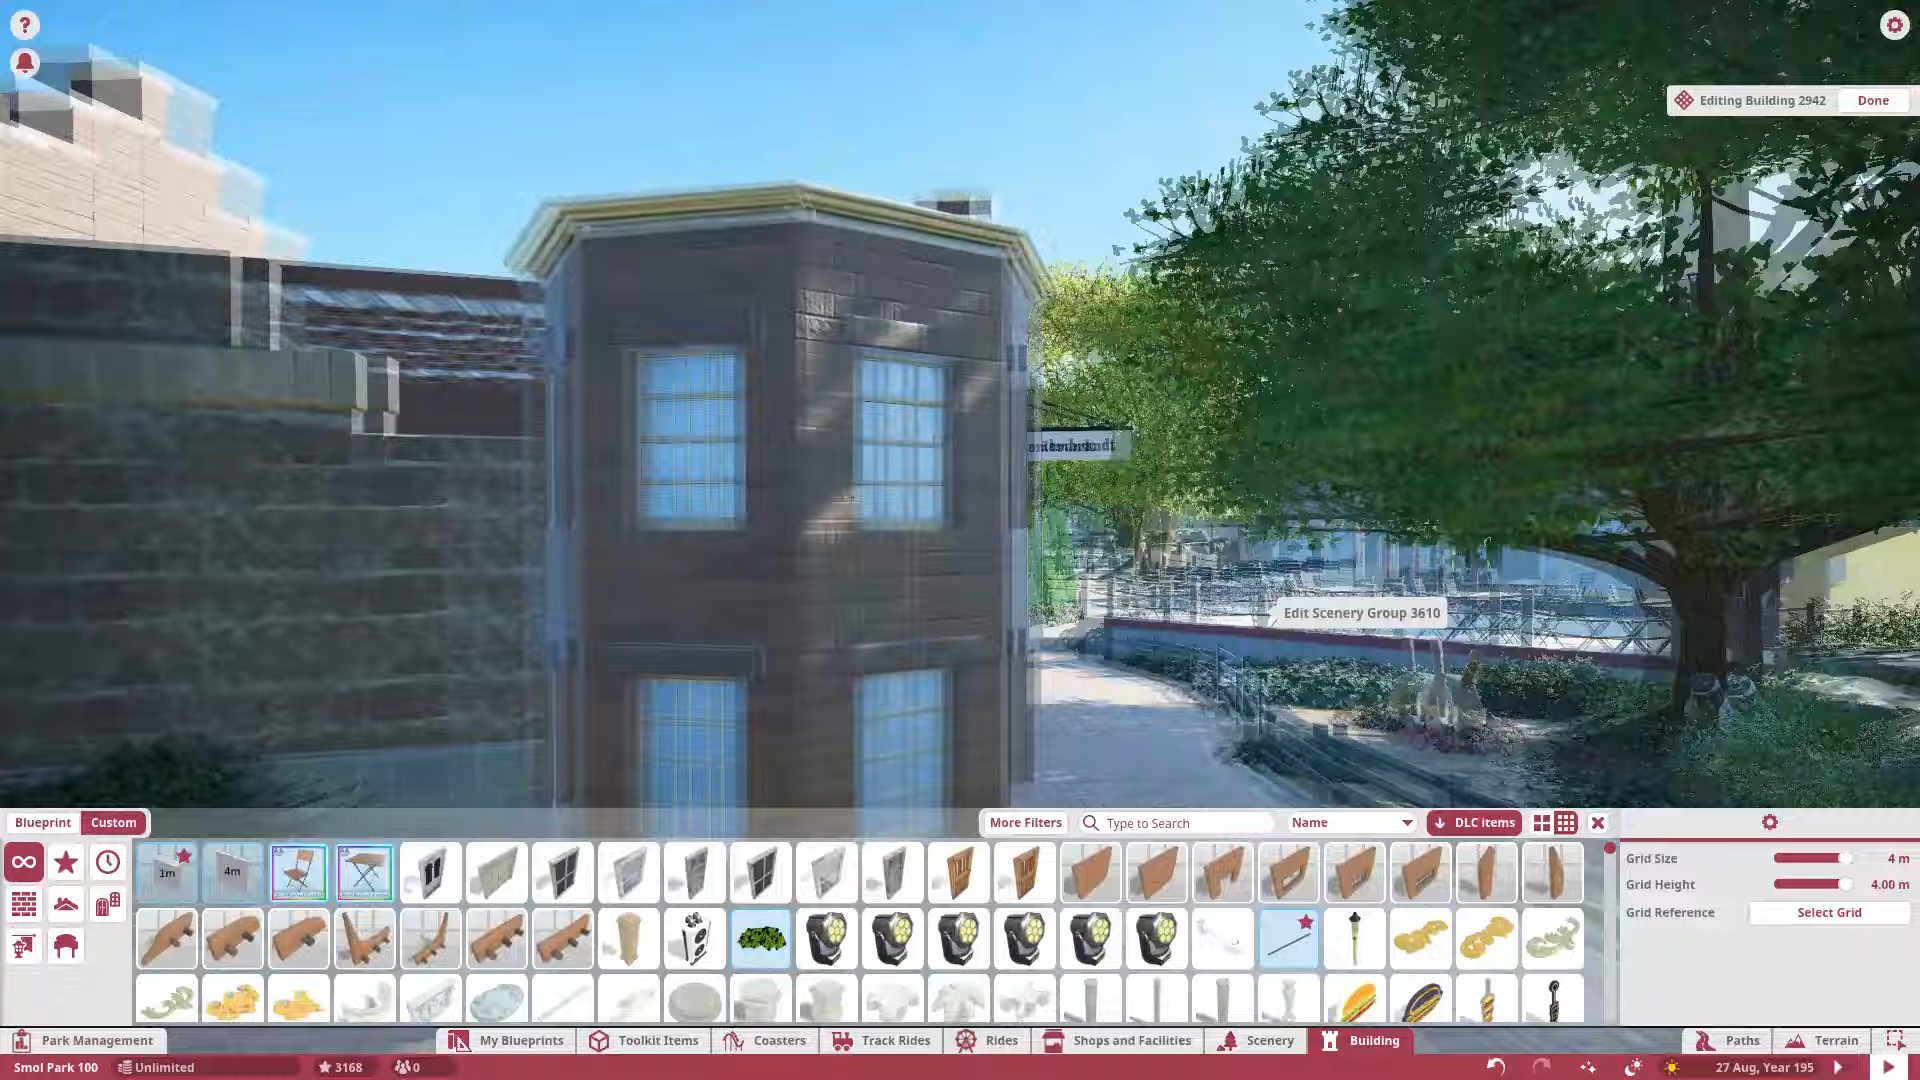 ?
Editing Building 2942
Done
Edit Scenery Group 3610
Blueprint
Custom
More Filters
Type to Search
Name
DLC items
1m
4m
Grid Size
4 m
Grid Height
4.00 m
Grid Reference
Select Grid
Park Management
My Blueprints
Toolkit Items
Coasters
Track Rides
Rides
Shops and Facilities
Scenery
Building
Paths
Terrain
Smol Park 100
Unlimited
3168
0
27 Aug, Year 195